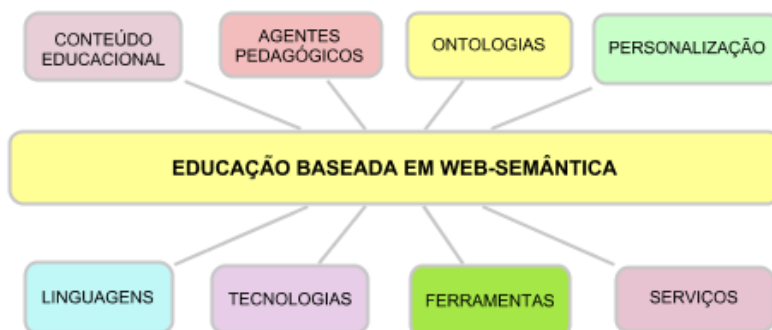 CONTEÚDO
EDUCACIONAL
AGENTES
PEDAGÓGICOS
ONTOLOGIAS
PERSONALIZAÇÃO
EDUCAÇÃO BASEADA EM WEB-SEMÂNTICA
LINGUAGENS
TECNOLOGIAS
FERRAMENTAS
SERVIÇOS